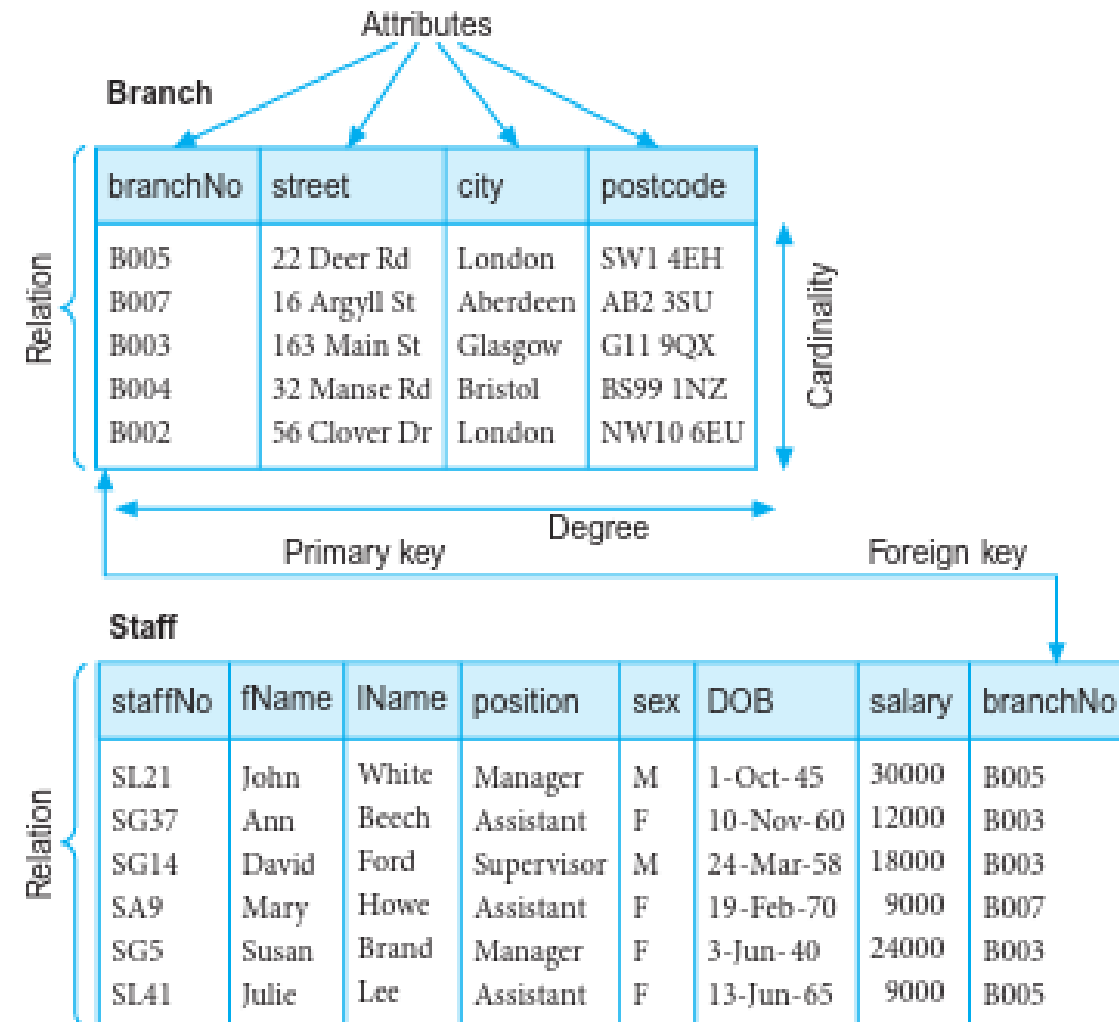 Attributes
Branch
branchNo street city postcode
B005 22 Deer Rd London SW1 4EH
B007 16 Argyll St Aberdeen AB2 3SU
B003 163 Main St Glasgow G11 9QX
B004 32 Manse Rd Bristol BS99 1NZ
B002 56 Clover Dr London NW10 6EU
Relation
Cardinality
Degree
Primary key Foreign key
Staff
staffNo fName lName position sex DOB salary branchNo
SL21 John White Manager M 1-Oct-45 30000 B005
SG37 Ann Beech Assistant F 10-Nov-60 12000 B003
SG14 David Ford Supervisor M 24-Mar-58 18000 B003
SA9 Mary Howe Assistant F 19-Feb-70 9000 B007
SG5 Susan Brand Manager F 3-Jun-40 24000 B003
SL41 Julie Lee Assistant F 13-Jun-65 9000 B005
Relation